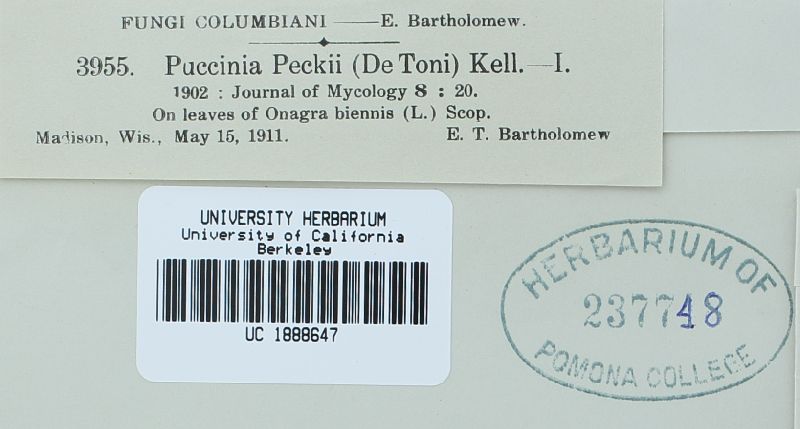 FUNGI COLUMBIANI — E. Bartholomew.
3955. Puccinia Peckii (De Toni) Kell.—I.
1902 : Journal of Mycology 8 : 20.
On leaves of Onagra biennis (L.) Scop.
Madison, Wis., May 15, 1911. E. T. Bartholomew
UNIVERSITY HERBARIUM
University of California
Berkeley
UC 1888647
HERBARIUM OF
237748
POMONA COLLEGE